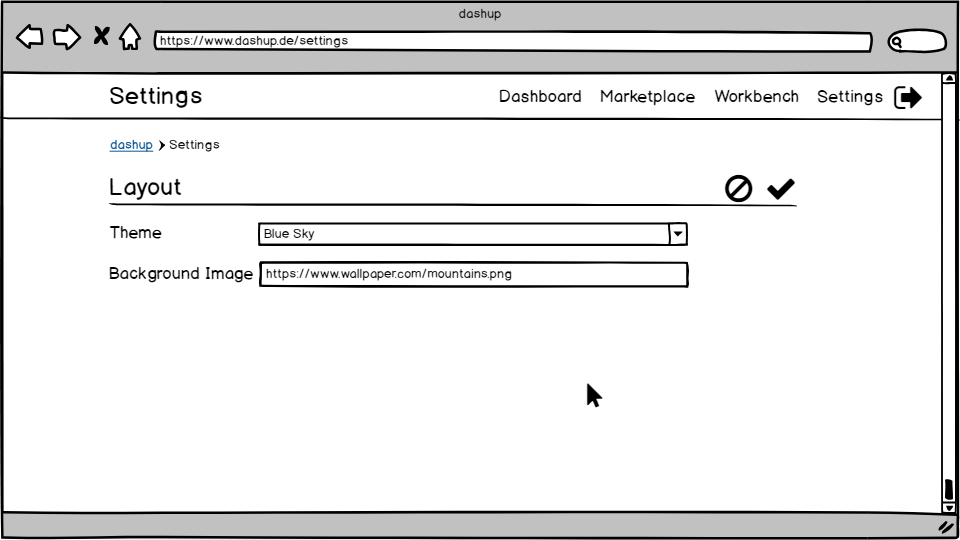 dashup
https://www.dashup.de/settings
Settings Dashboard Marketplace Workbench Settings
dashup Settings
Layout
Theme Blue Sky
Background Image https://www.wallpaper.com/mountains.png